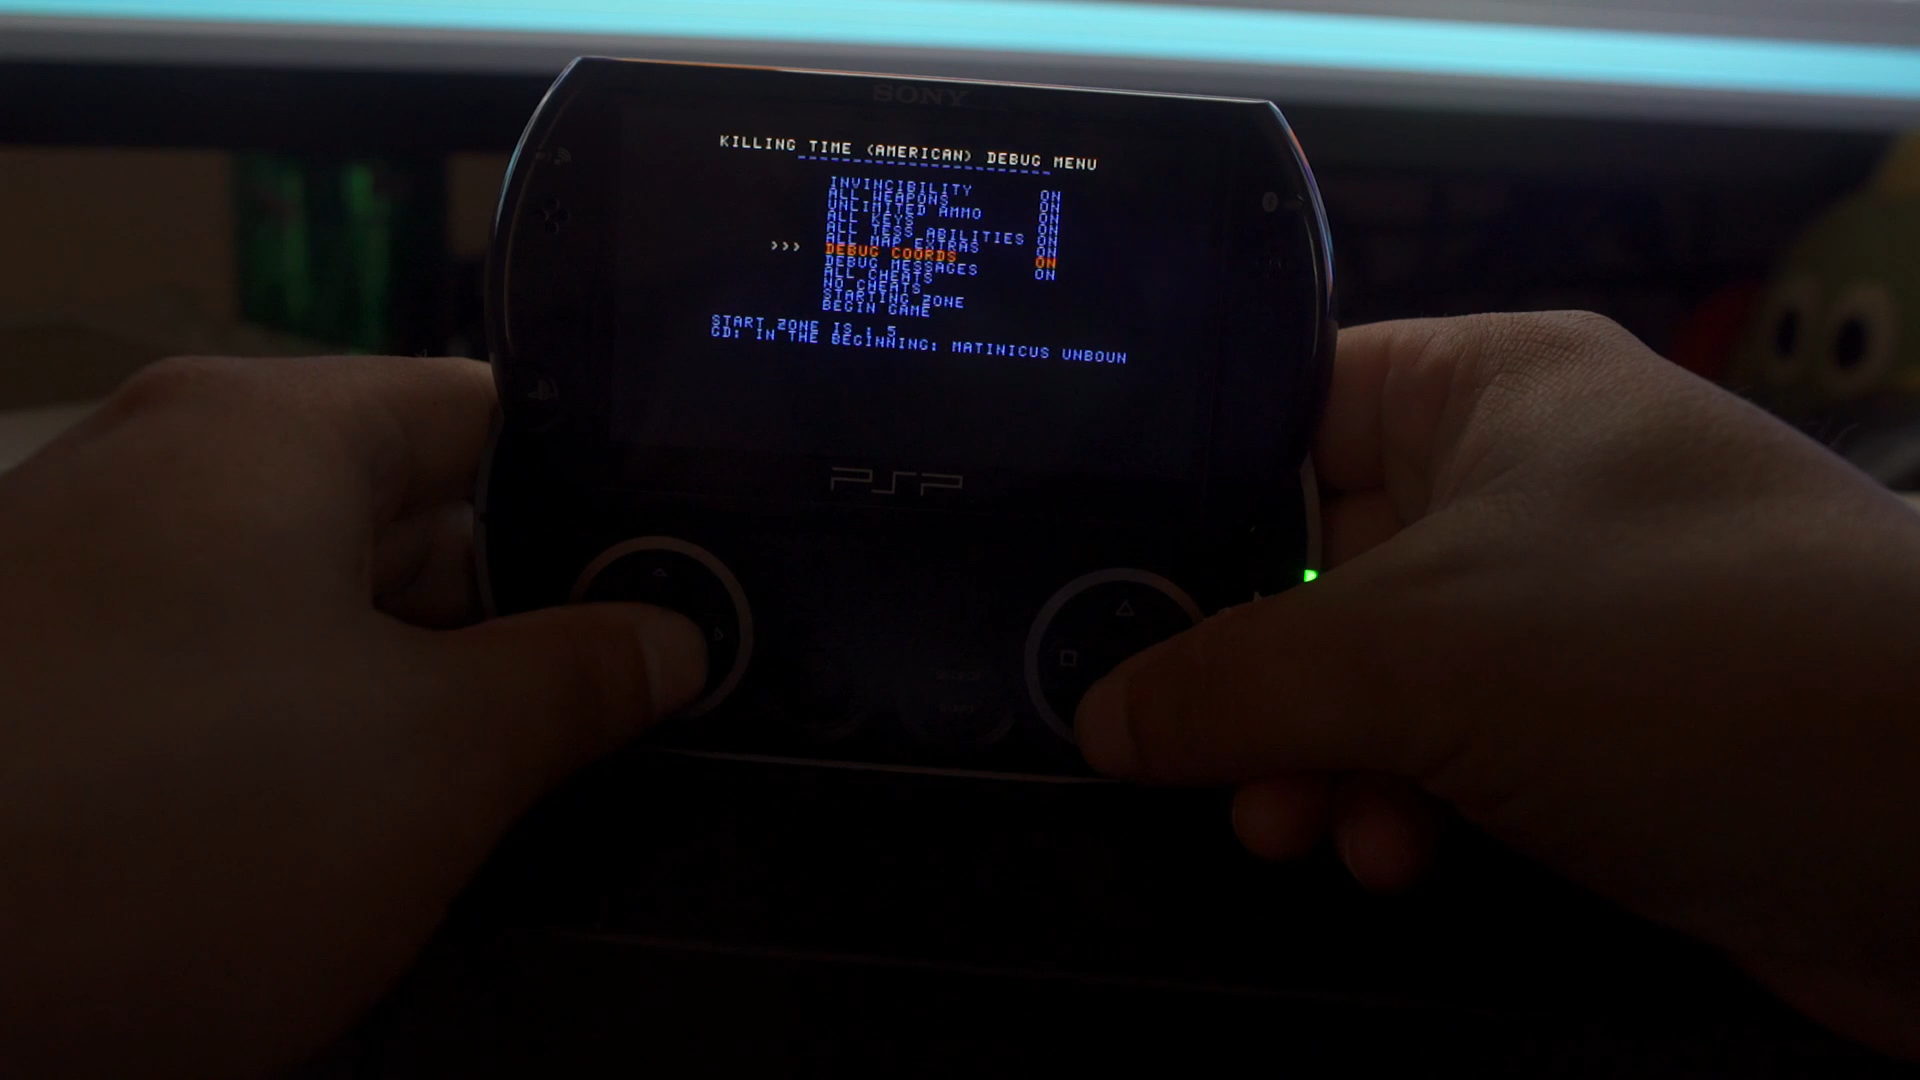 SONY
KILLING TIME (AMERICAN) DEBUG MENU
INVINCIBILITY ON
ALL WEAPONS ON
UNLIMITED AMMO ON
ALL KEYS ON
ALL TESS ABILITIES ON
ALL MAP EXTRAS ON
>>> DEBUG COORDS ON
DEBUG MESSAGES ON
ALL CHEATS
NO CHEATS
STARTING ZONE
BEGIN GAME
START ZONE IS : 5
GD: IN THE BEGINNING: MATINICUS UNBOUN
PSP